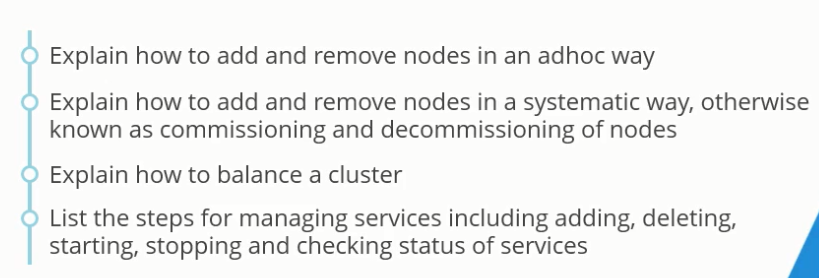 Explain how to add and remove nodes in an adhoc way
Explain how to add and remove nodes in a systematic way, otherwise
known as commissioning and decommissioning of nodes
Explain how to balance a cluster
List the steps for managing services including adding, deleting,
starting, stopping and checking status of services